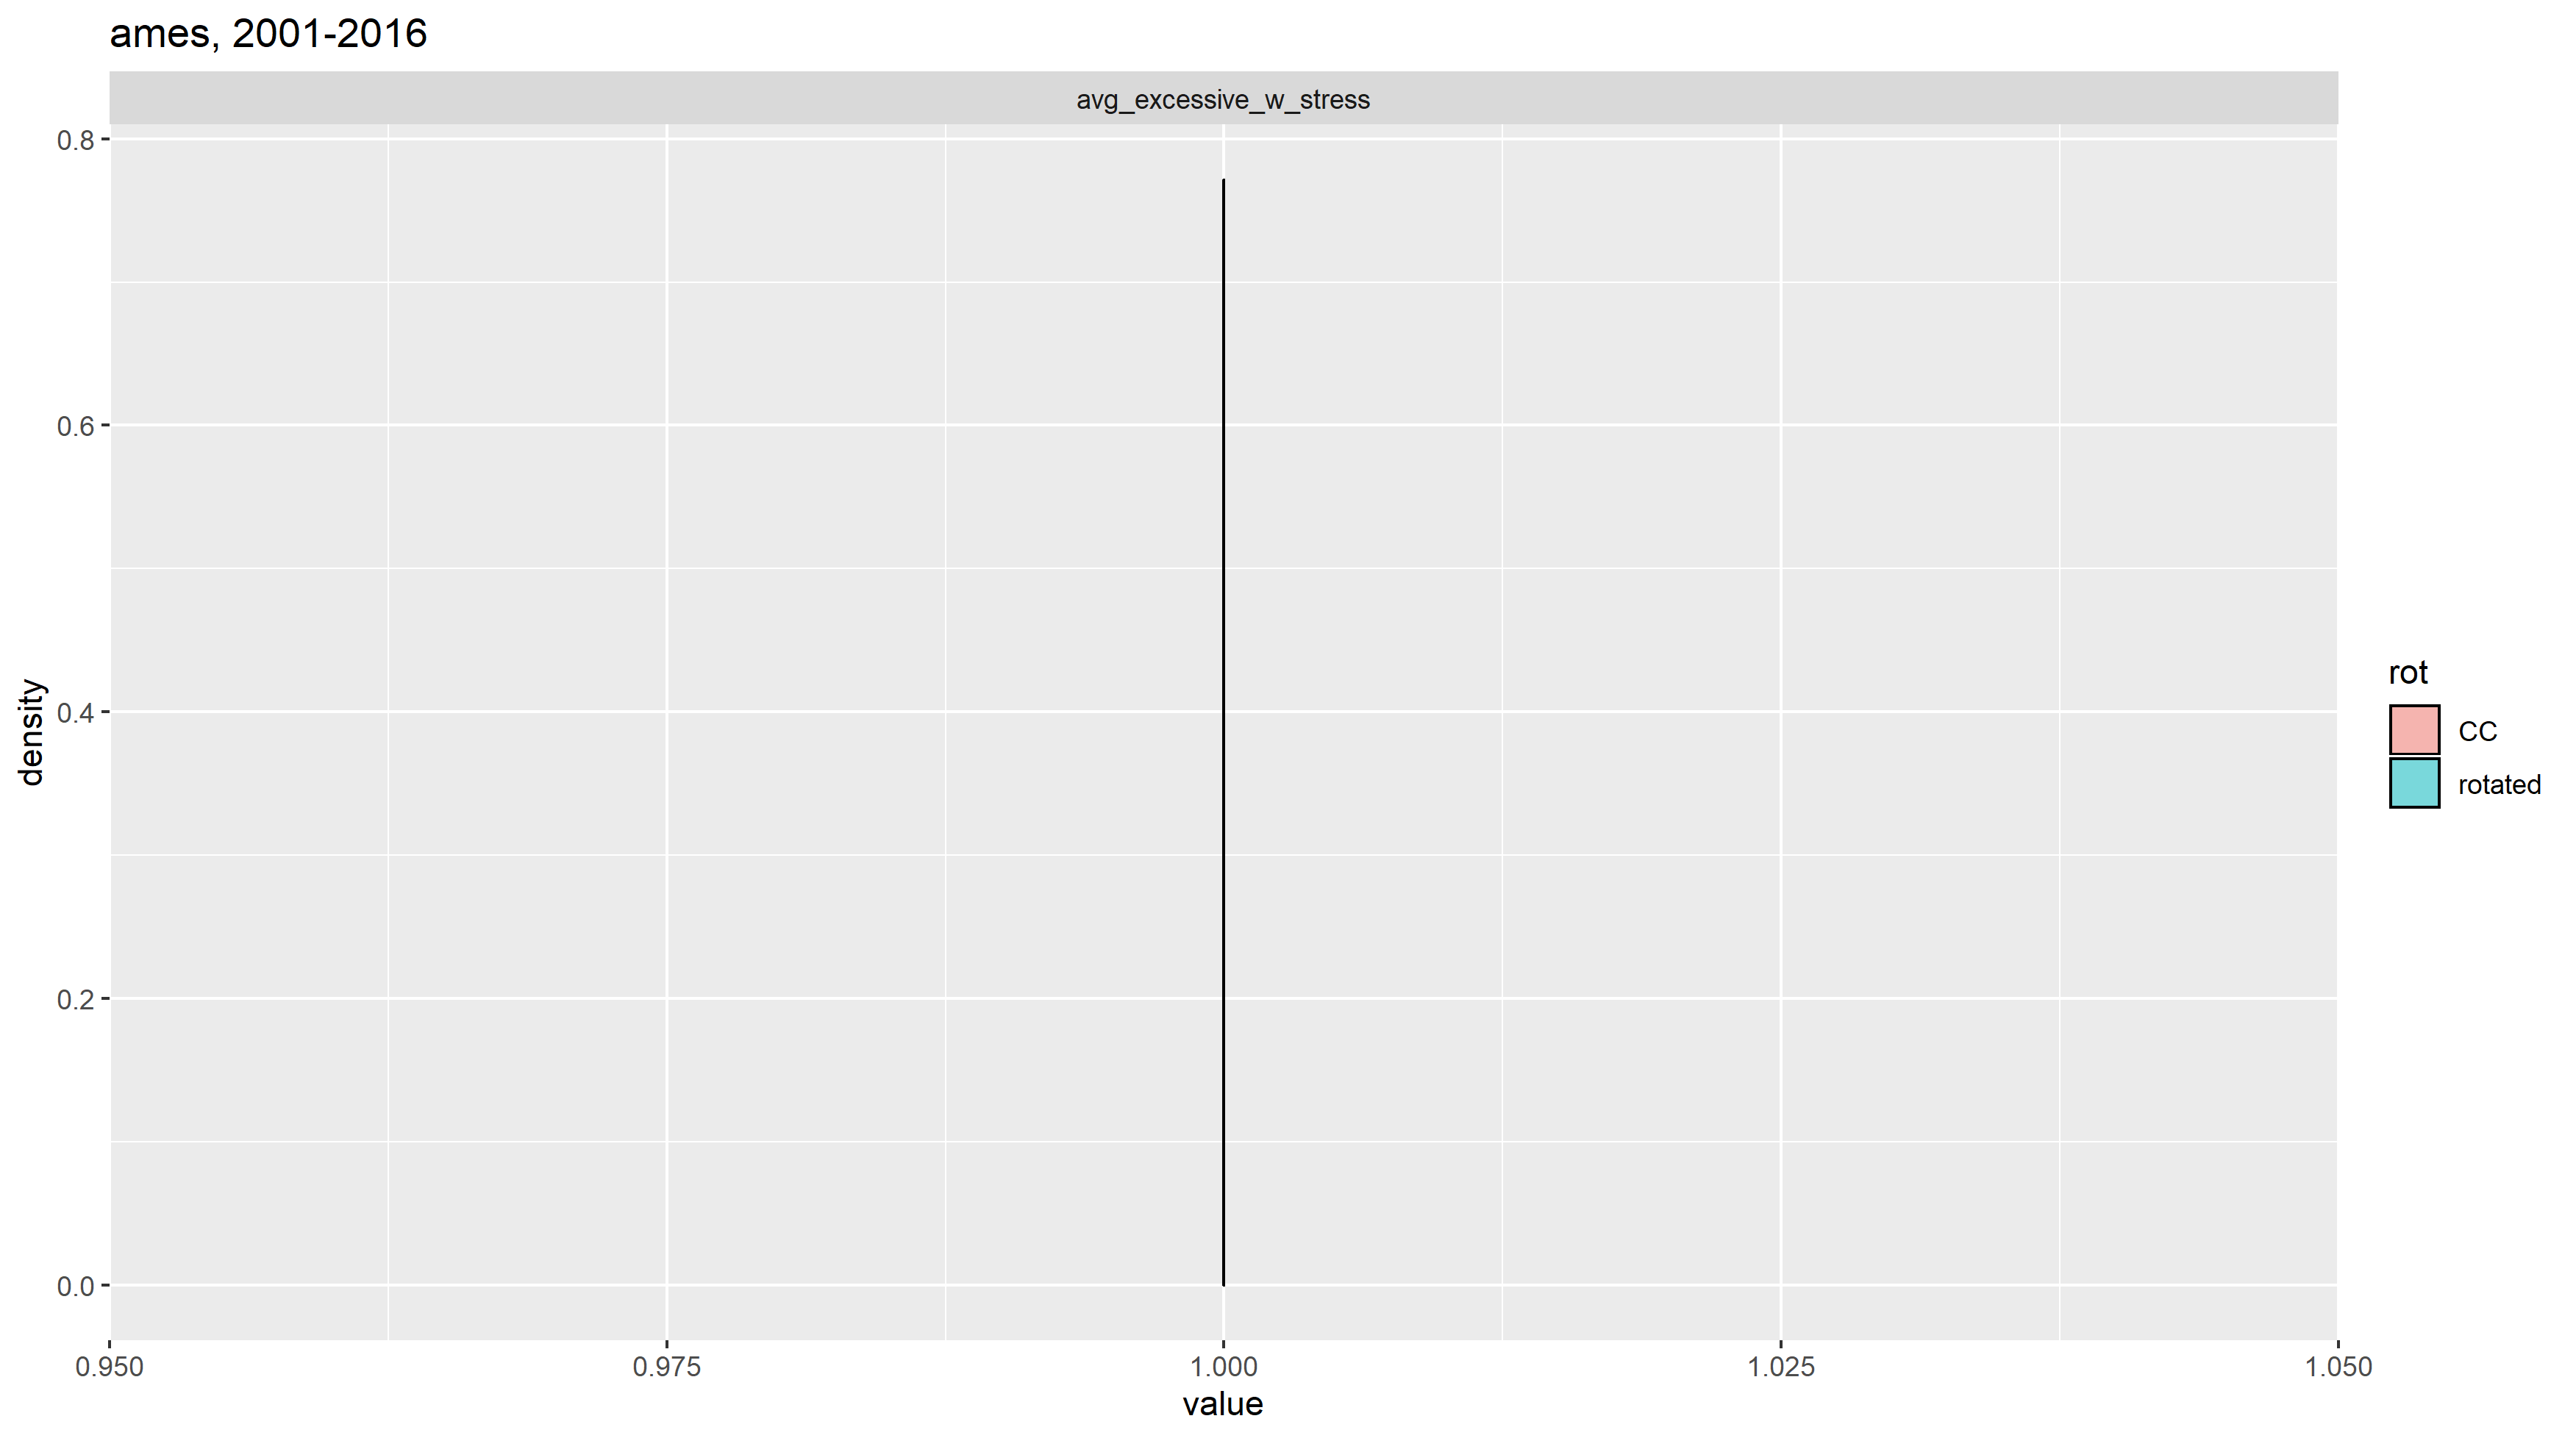 ames, 2001-2016
avg_excessive_w_stress
0.8
0.6
0.4
0.2
0.0
density
0.950
0.975
1.000
1.025
1.050
value
rot
CC
rotated